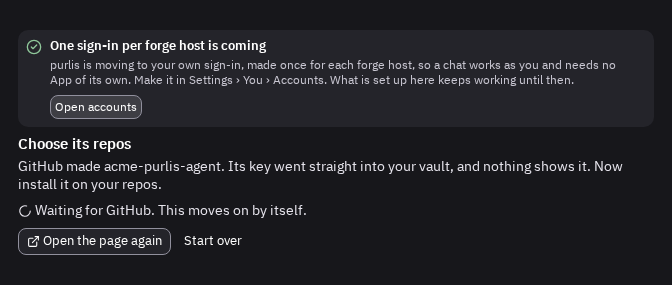 One sign-in per forge host is coming
purlis is moving to your own sign-in, made once for each forge host, so a chat works as you and needs no
App of its own. Make it in Settings › You › Accounts. What is set up here keeps working until then.
Open accounts
Choose its repos
GitHub made acme-purlis-agent. Its key went straight into your vault, and nothing shows it. Now
install it on your repos.
Waiting for GitHub. This moves on by itself.
Open the page again
Start over